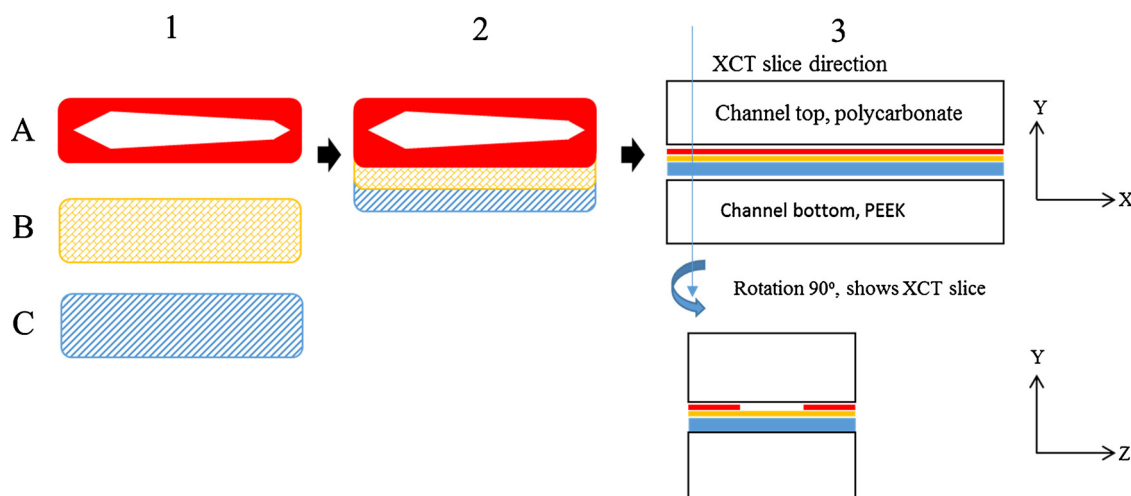 1
2
3
XCT slice direction
A
Channel top, polycarbonate
Y
X
B
Channel bottom, PEEK
Rotation 90°, shows XCT slice
C
Y
Z